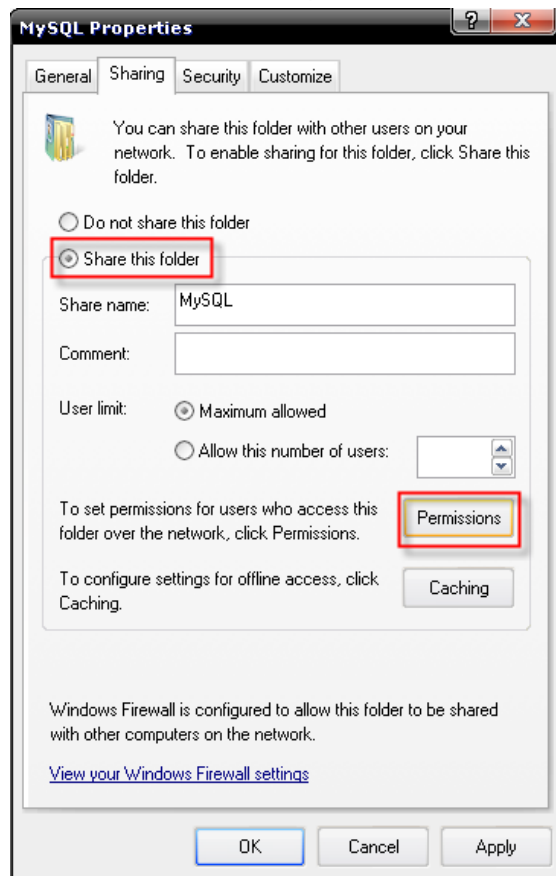 MySQL Properties
General Sharing Security Customize
You can share this folder with other users on your
network. To enable sharing for this folder, click Share this
folder.
Do not share this folder
Share this folder
Share name: MySQL
Comment:
User limit: Maximum allowed
Allow this number of users:
To set permissions for users who access this
folder over the network, click Permissions.
Permissions
To configure settings for offline access, click
Caching.
Caching
Windows Firewall is configured to allow this folder to be shared
with other computers on the network.
View your Windows Firewall settings
OK Cancel Apply